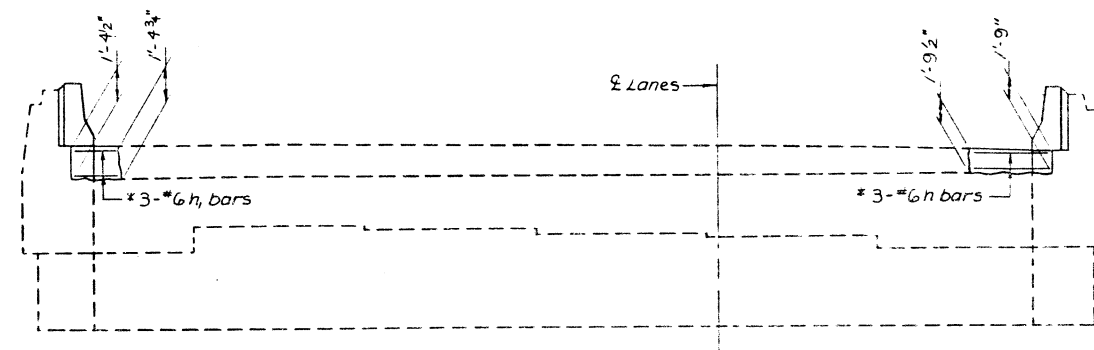 1'-4½"
1'-4¾"
℄ Lanes
1'-9½"
1'-9"
* 3-#6 h, bars
* 3-#6 h bars